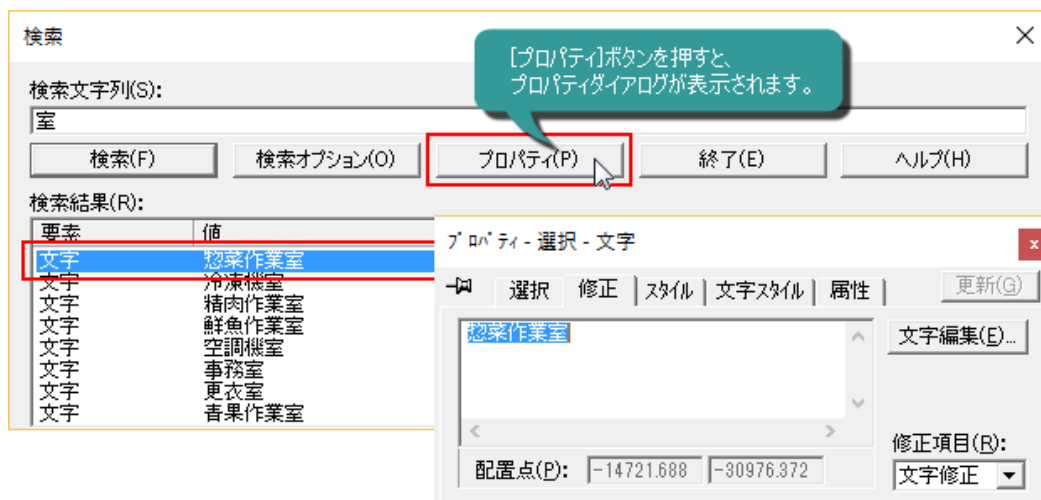 検索
[プロパティ]ボタンを押すと、
プロパティダイアログが表示されます。
検索文字列(S):
室
検索(F) 検索オプション(O) プロパティ(P) 終了(E) ヘルプ(H)
検索結果(R):
要素 値
文字 惣菜作業室
文字 冷凍機室
文字 精肉作業室
文字 鮮魚作業室
文字 空調機室
文字 事務室
文字 更衣室
文字 青果作業室
プロパティ - 選択 - 文字
x
選択 修正 スタイル 文字スタイル 属性 更新(G)
惣菜作業室
文字編集(E)...
配置点(P): -14721.688 -30976.372
修正項目(R):
文字修正